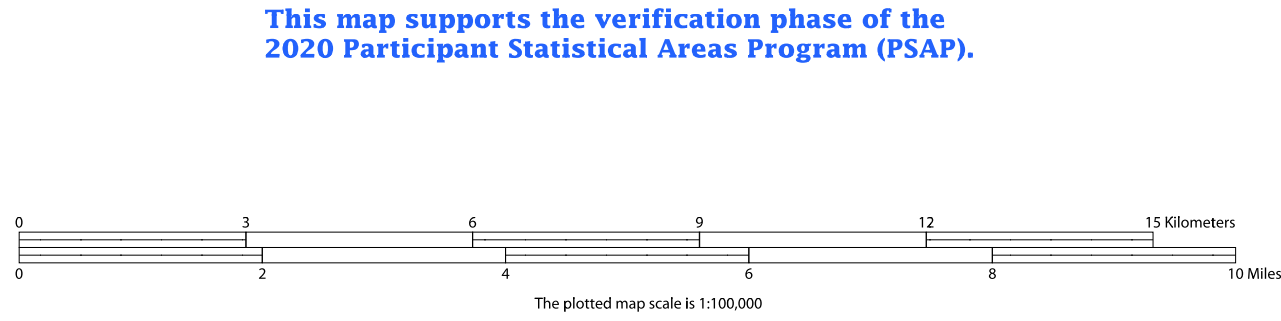 This map supports the verification phase of the
2020 Participant Statistical Areas Program (PSAP).
0 3 6 9 12 15 Kilometers
0 2 4 6 8 10 Miles
The plotted map scale is 1:100,000